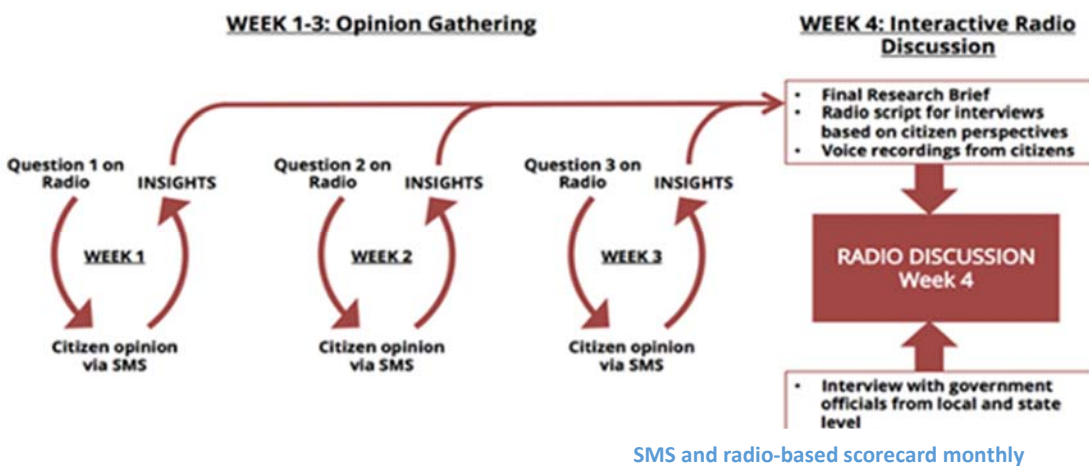 WEEK 1-3: Opinion Gathering
WEEK 4: Interactive Radio
Discussion
• Final Research Brief
• Radio script for interviews
based on citizen perspectives
• Voice recordings from citizens
Question 1 on
Radio
INSIGHTS
Question 2 on
Radio
INSIGHTS
Question 3 on
Radio
INSIGHTS
WEEK 1
WEEK 2
WEEK 3
RADIO DISCUSSION
Week 4
Citizen opinion
via SMS
Citizen opinion
via SMS
Citizen opinion
via SMS
• Interview with government
officials from local and state
level
SMS and radio-based scorecard monthly